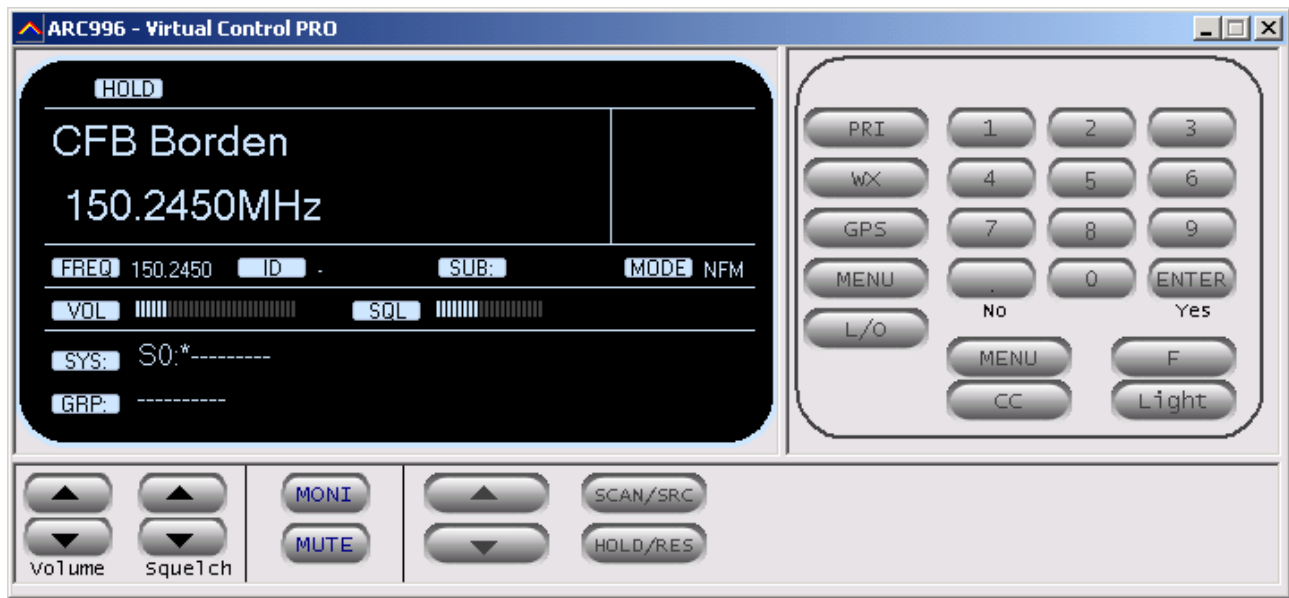 ARC996 - Virtual Control PRO
HOLD
CFB Borden
150.2450MHz
FREQ 150.2450 ID - SUB: MODE NFM
VOL SQL
SYS: S0:*---------
GRP: ----------
PRI 1 2 3
WX 4 5 6
GPS 7 8 9
MENU . 0 ENTER
No Yes
L/O
MENU F
CC Light
MONI SCAN/SRC
MUTE HOLD/RES
Volume Squelch